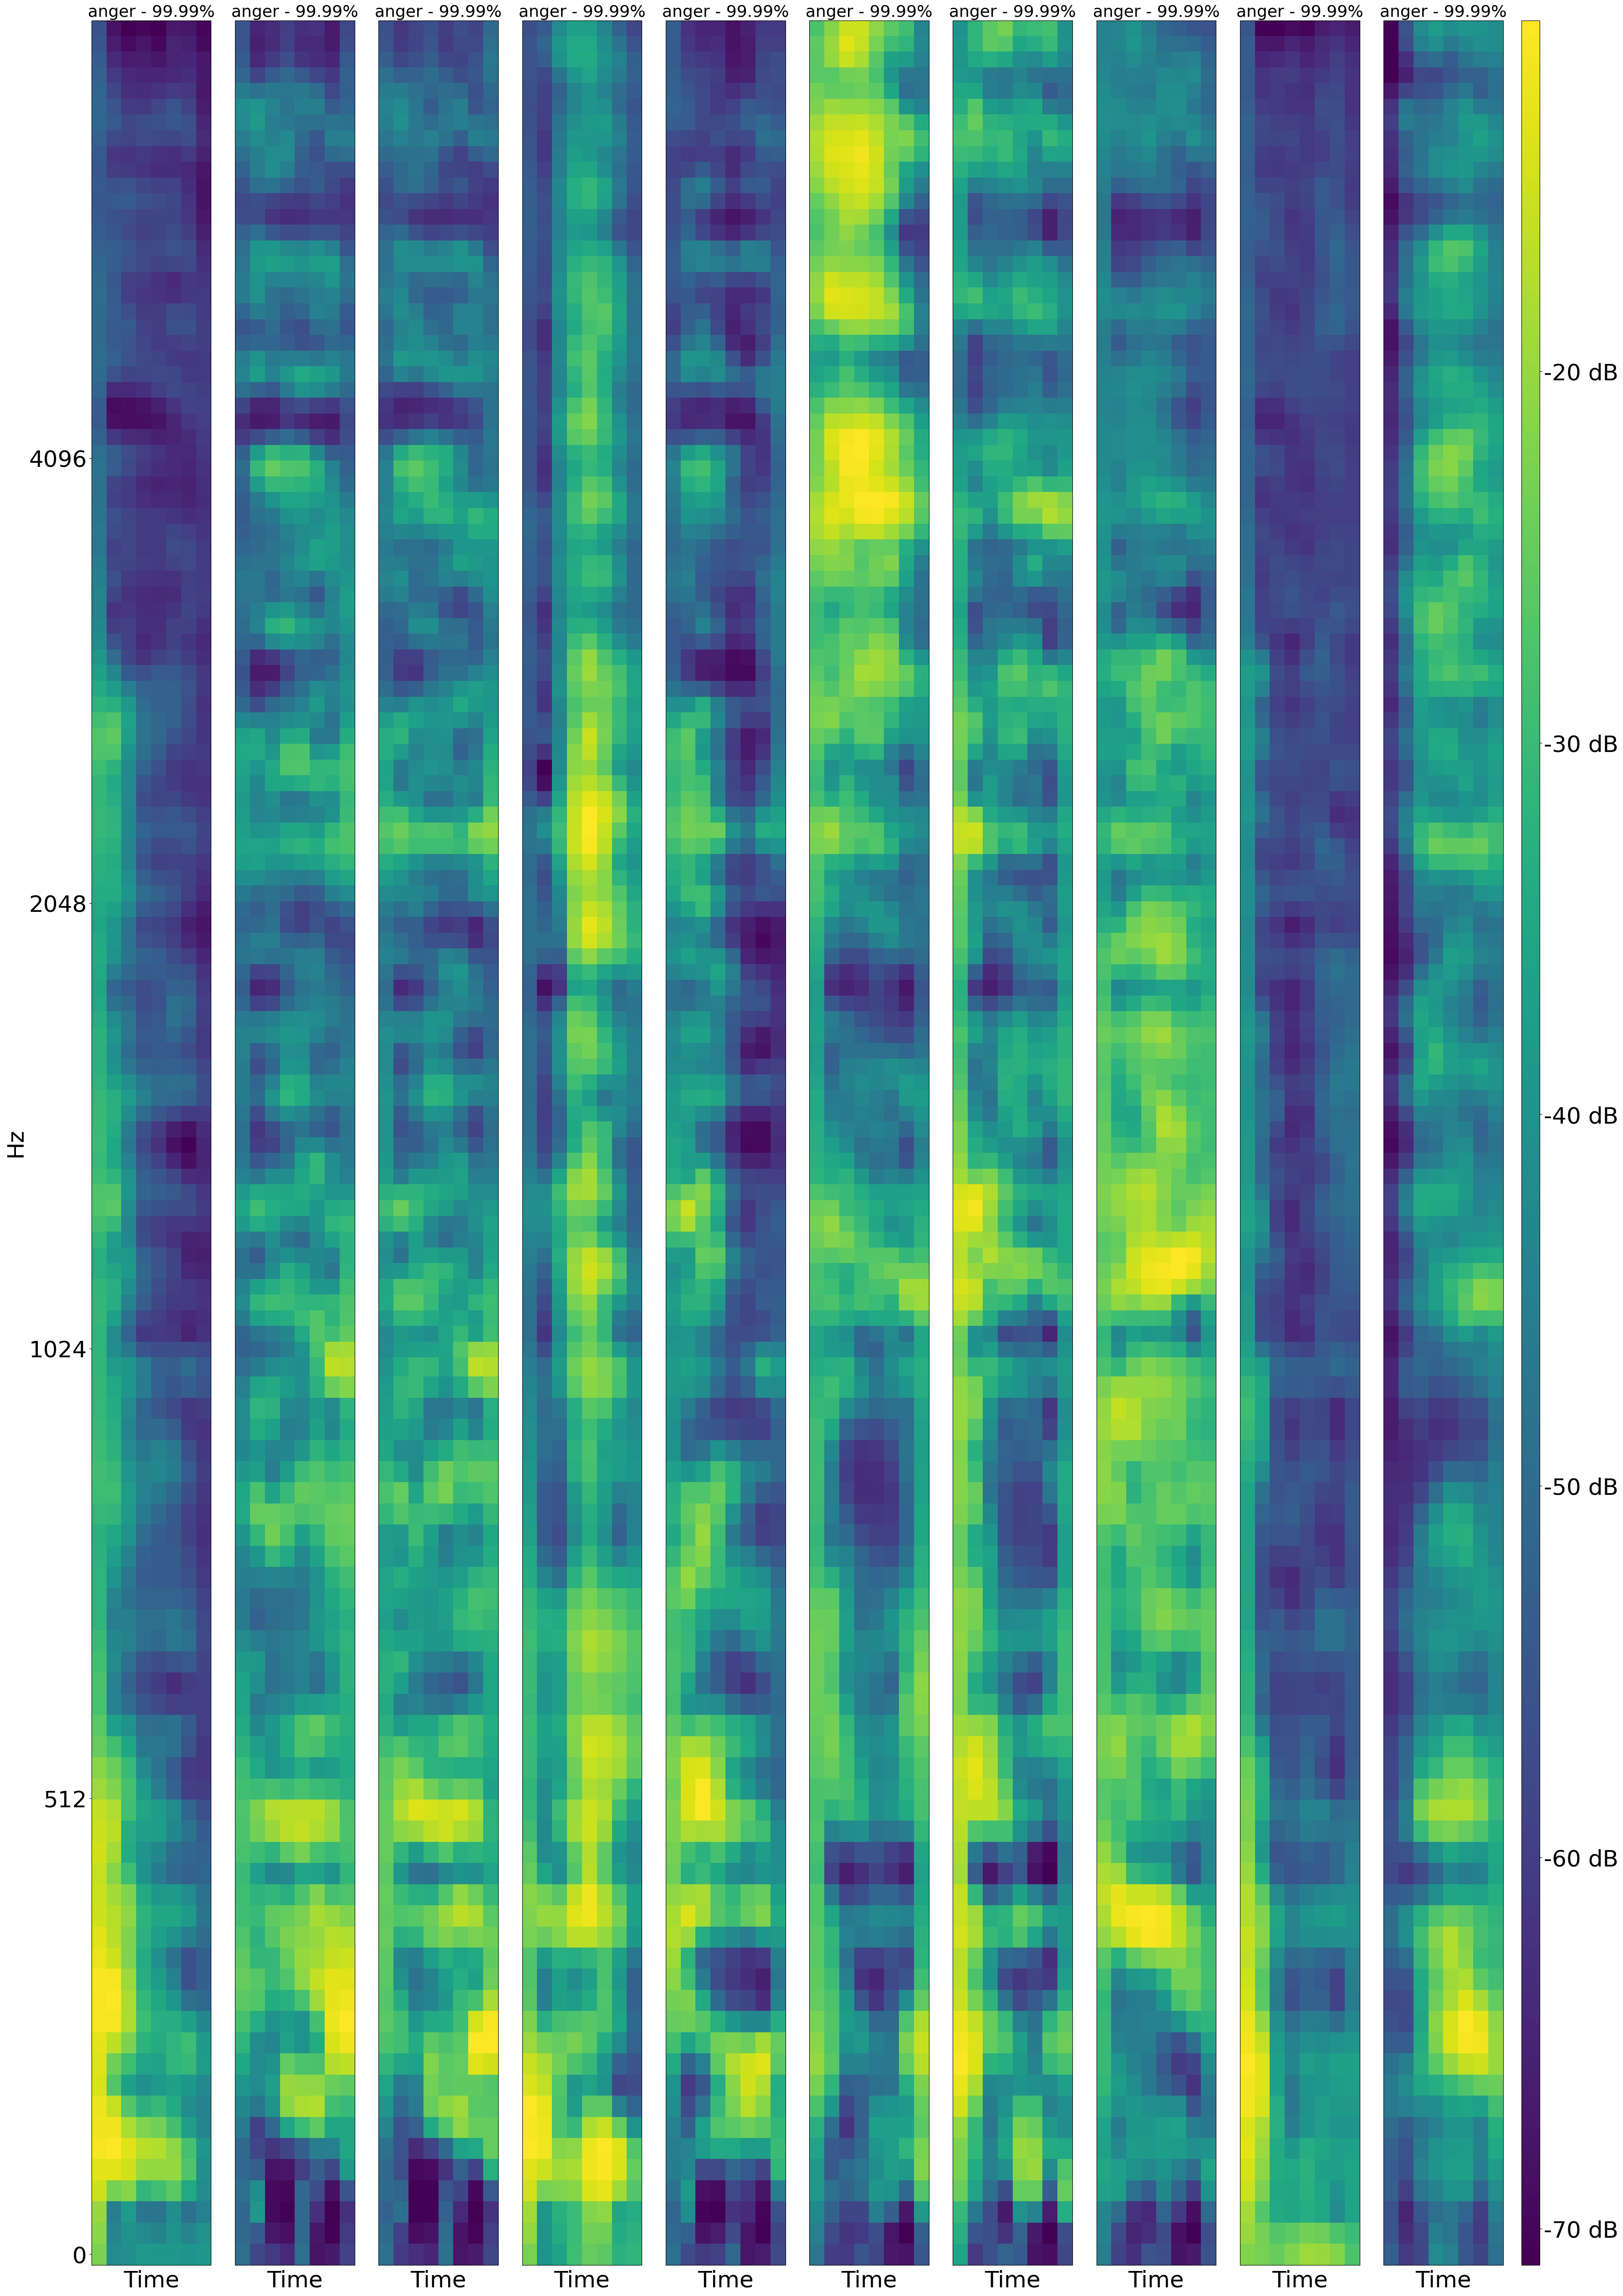 anger - 99.99% anger - 99.99% anger - 99.99% anger - 99.99% anger - 99.99% anger - 99.99% anger - 99.99% anger - 99.99% anger - 99.99% anger - 99.99%
-20 dB
4096
-30 dB
2048
-40 dB
Hz
1024
-50 dB
512
-60 dB
-70 dB
0
Time Time Time Time Time Time Time Time Time Time